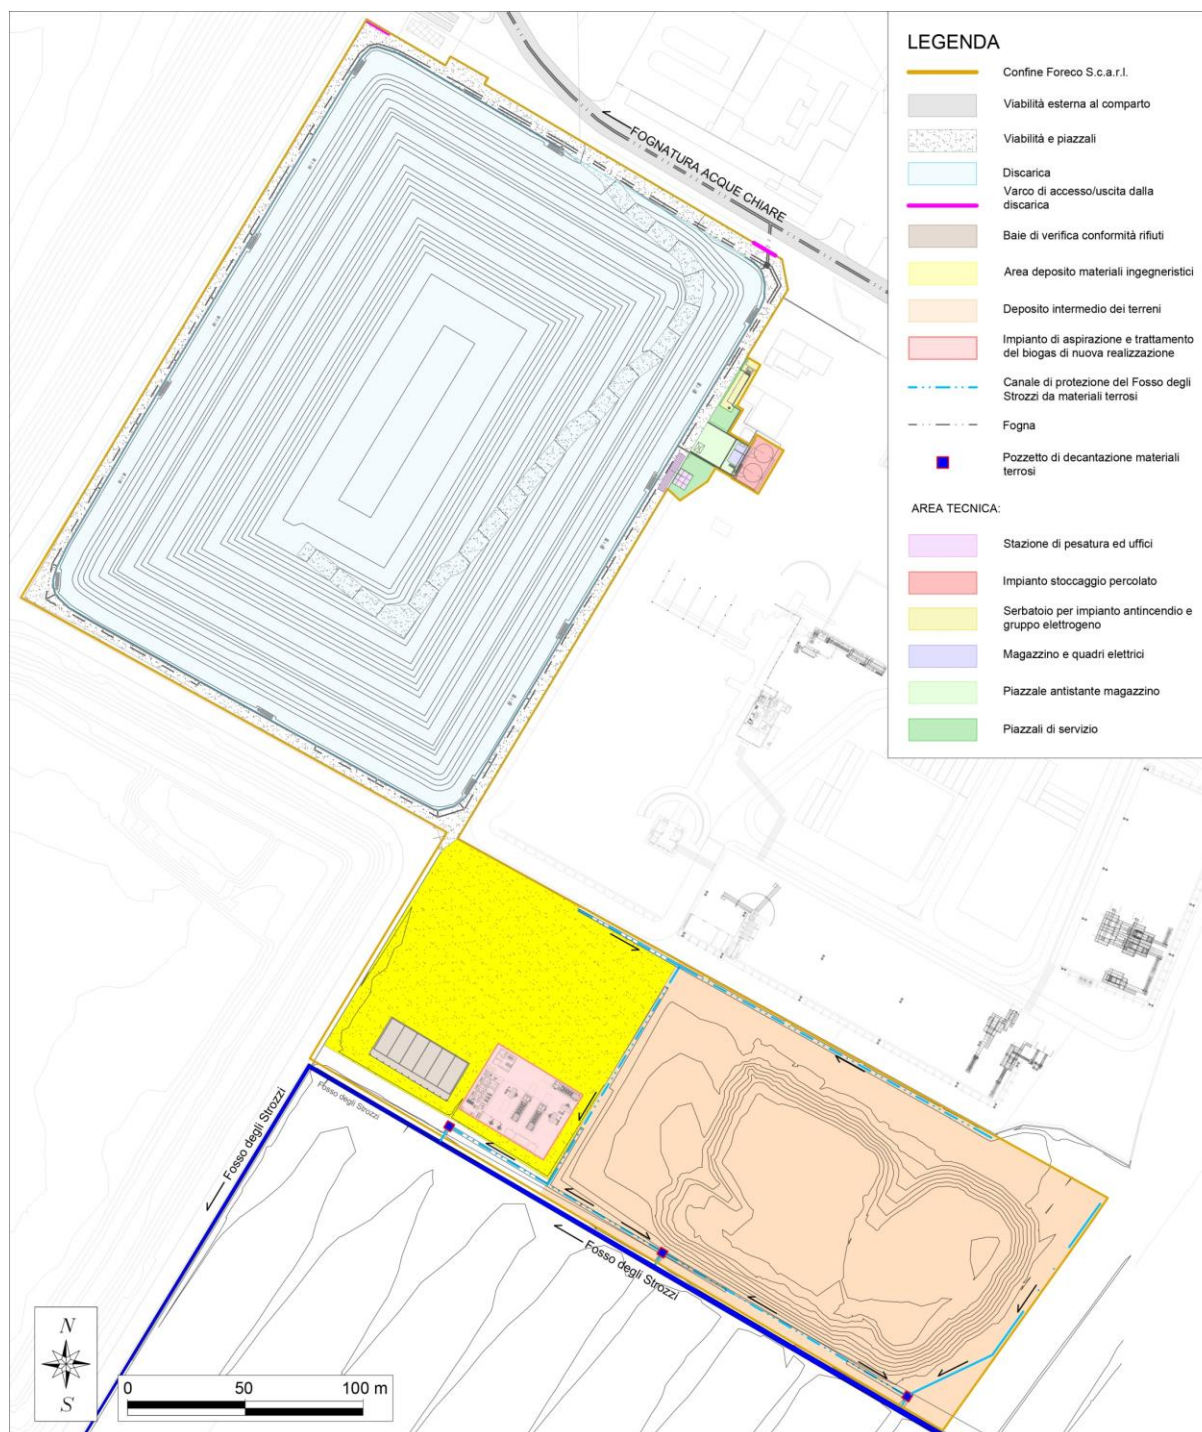 LEGENDA
Confine Foreco S.c.a.r.l.
Viabilità esterna al comparto
Viabilità e piazzali
Discarica
Varco di accesso/uscita dalla
discarica
Baie di verifica conformità rifiuti
Area deposito materiali ingegneristici
Deposito intermedio dei terreni
Impianto di aspirazione e trattamento
del biogas di nuova realizzazione
Canale di protezione del Fosso degli
Strozzi da materiali terrosi
Fogna
Pozzetto di decantazione materiali
terrosi
AREA TECNICA:
Stazione di pesatura ed uffici
Impianto stoccaggio percolato
Serbatoio per impianto antincendio e
gruppo elettrogeno
Magazzino e quadri elettrici
Piazzale antistante magazzino
Piazzali di servizio
FOGNATURA ACQUE CHIARE
Fosso degli Strozzi
Fosso degli Strozzi
Fosso degli Strozzi
N
S
0 50 100 m